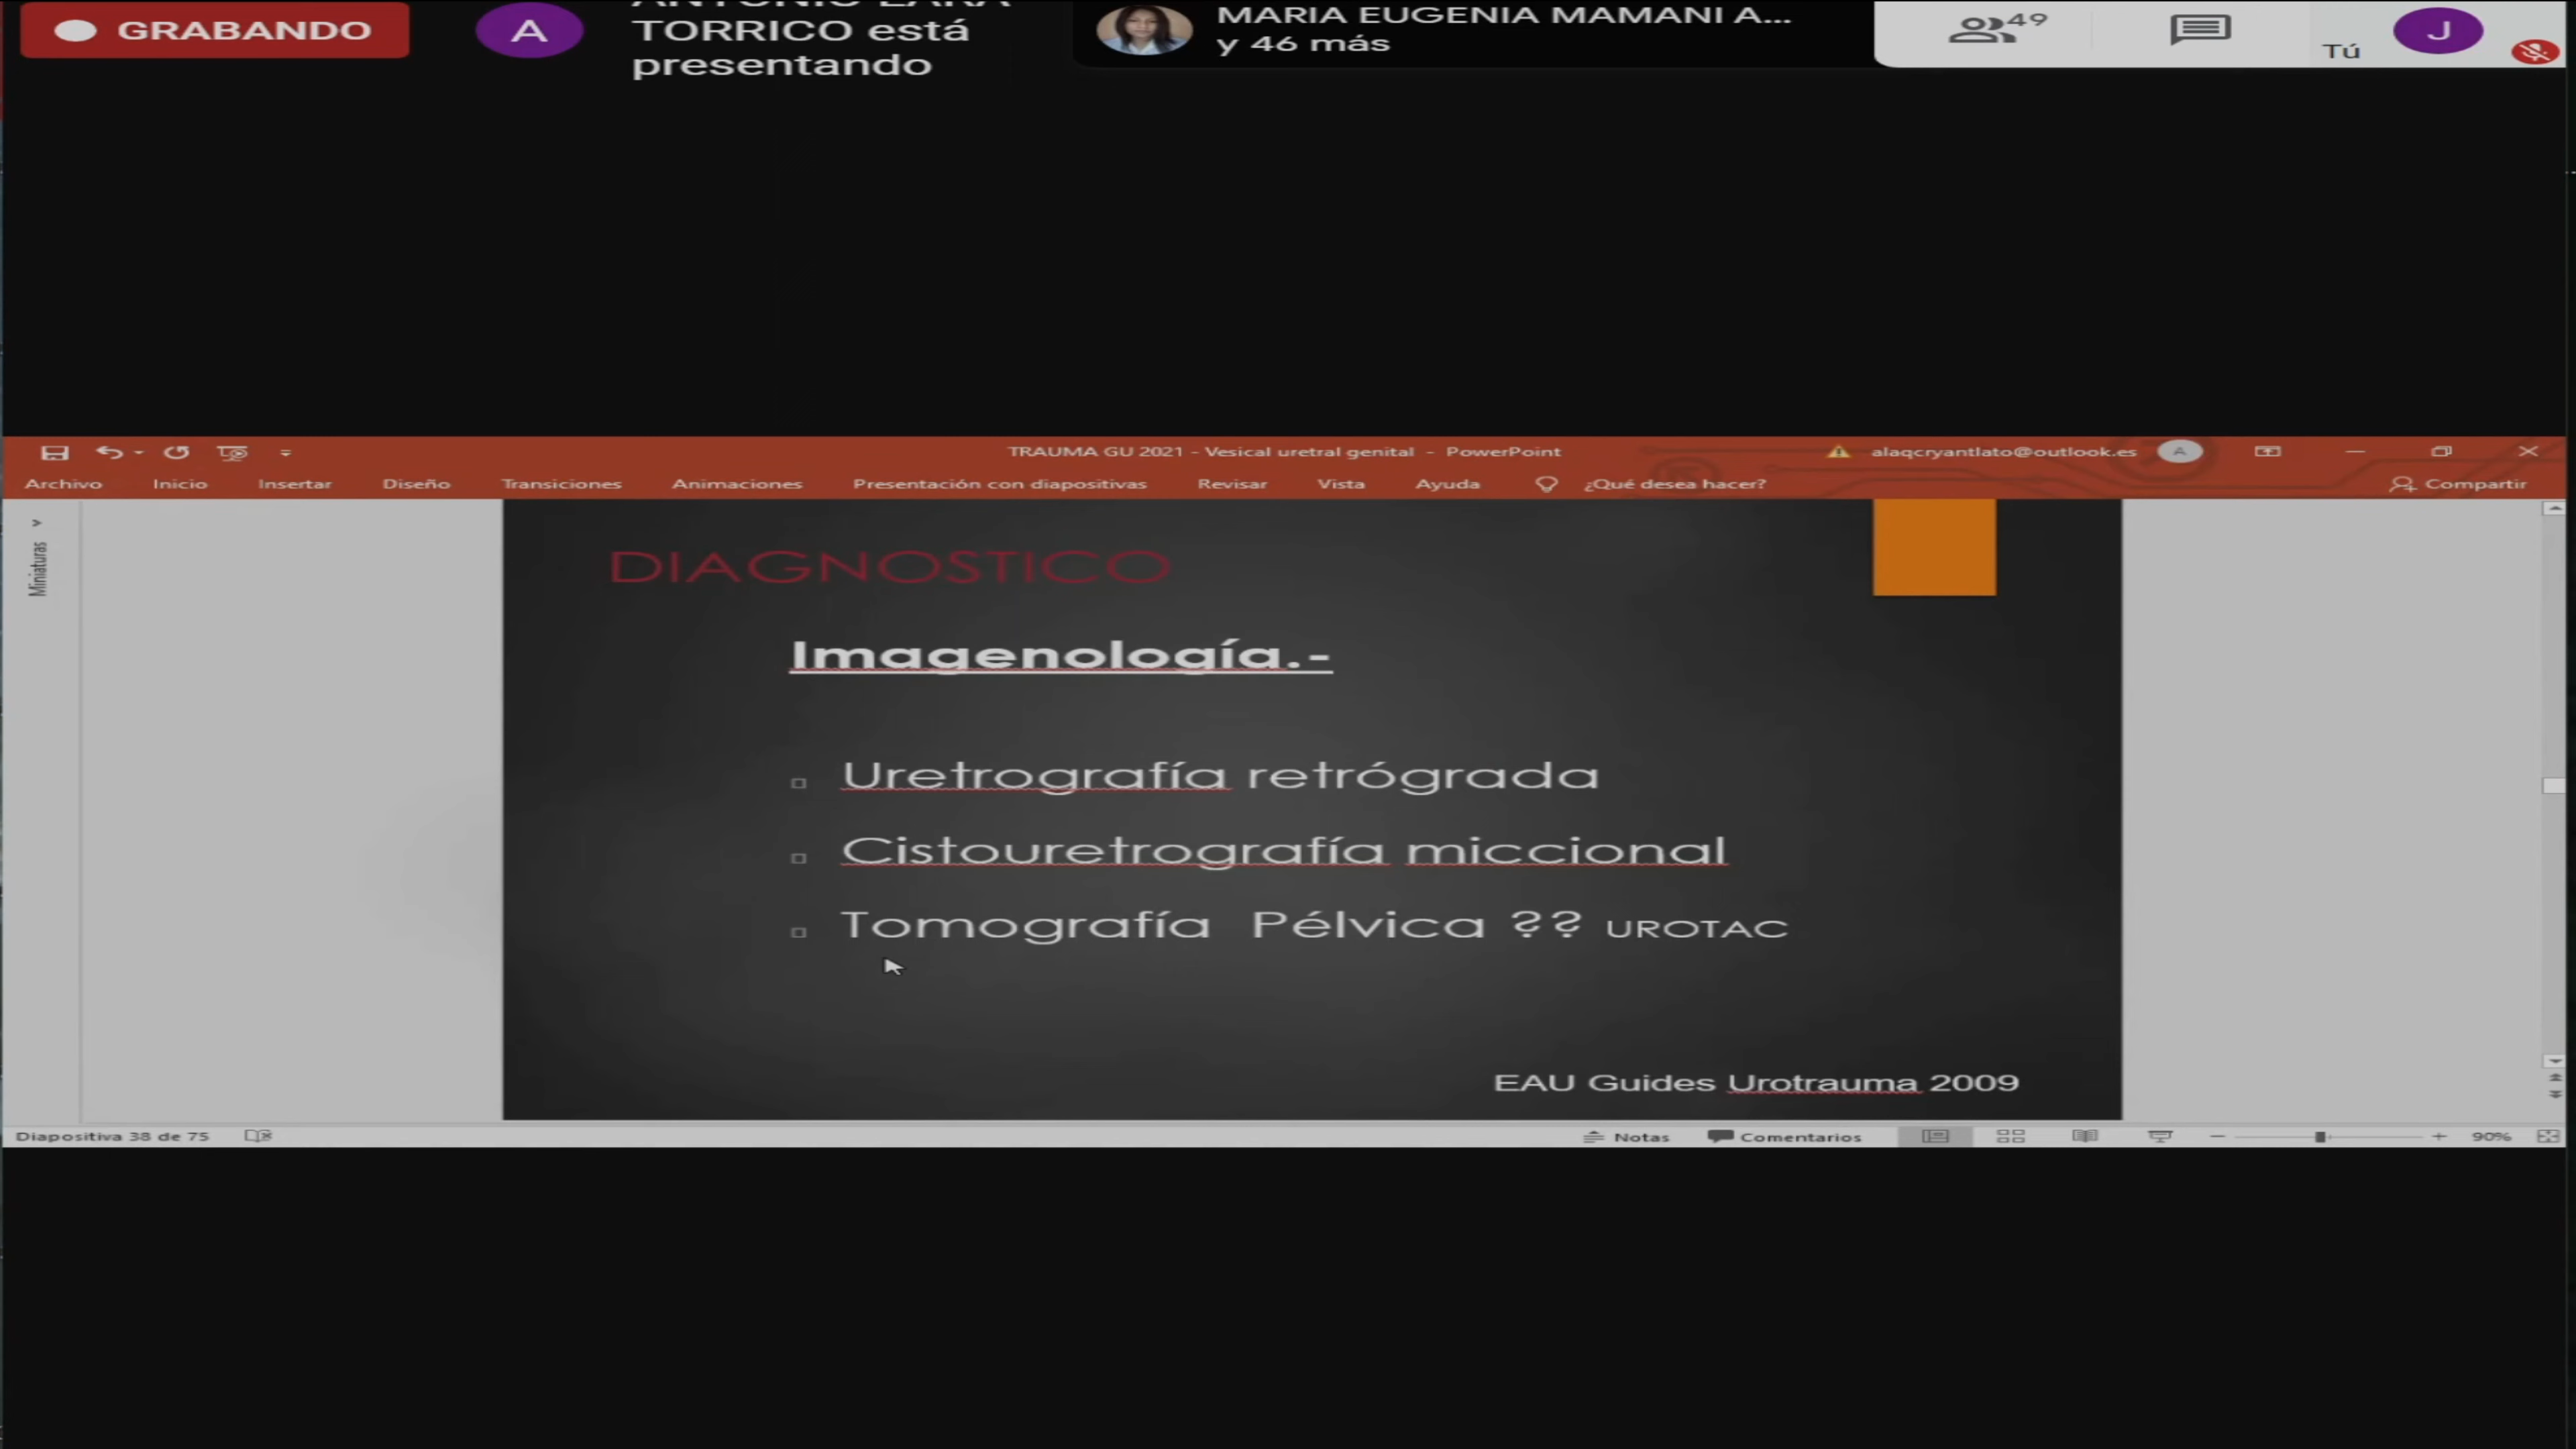 GRABANDO
A
TORRICO está
presentando
MARIA EUGENIA MAMANI A...
y 46 más
49
Tú
J
TRAUMA GU 2021 - Vesical uretral genital - PowerPoint
alaqcryantlato@outlook.es
A
Archivo Inicio Insertar Diseño Transiciones Animaciones Presentación con diapositivas Revisar Vista Ayuda ¿Qué desea hacer? Compartir
Miniaturas
DIAGNOSTICO
Imagenología.-
Uretrografía retrógrada
Cistouretrografía miccional
Tomografía Pélvica ?? UROTAC
EAU Guides Urotrauma 2009
Diapositiva 38 de 75
Notas Comentarios 90%